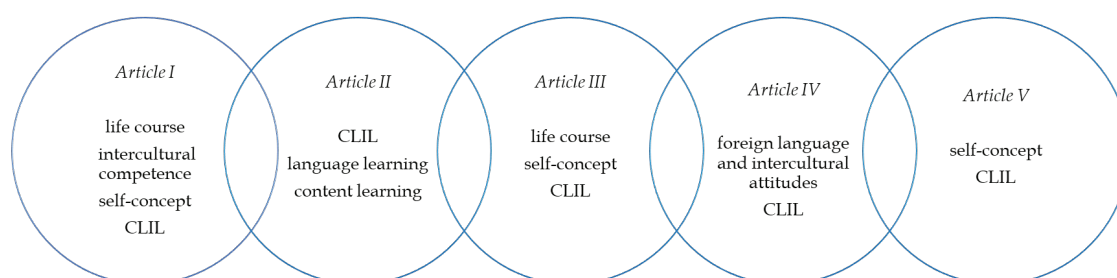 Article I
life course
intercultural
competence
self-concept
CLIL
Article II
CLIL
language learning
content learning
Article III
life course
self-concept
CLIL
Article IV
foreign language
and intercultural
attitudes
CLIL
Article V
self-concept
CLIL